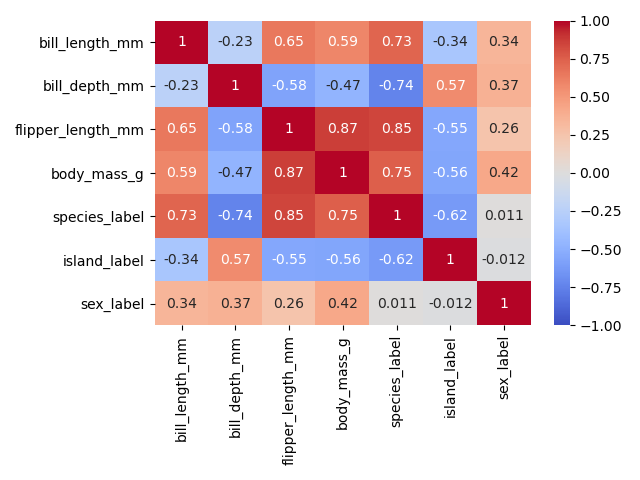 bill_length_mm 1 -0.23 0.65 0.59 0.73 -0.34 0.34
bill_depth_mm -0.23 1 -0.58 -0.47 -0.74 0.57 0.37
flipper_length_mm 0.65 -0.58 1 0.87 0.85 -0.55 0.26
body_mass_g 0.59 -0.47 0.87 1 0.75 -0.56 0.42
species_label 0.73 -0.74 0.85 0.75 1 -0.62 0.011
island_label -0.34 0.57 -0.55 -0.56 -0.62 1 -0.012
sex_label 0.34 0.37 0.26 0.42 0.011 -0.012 1
bill_length_mm
bill_depth_mm
flipper_length_mm
body_mass_g
species_label
island_label
sex_label
1.00
0.75
0.50
0.25
0.00
−0.25
−0.50
−0.75
−1.00